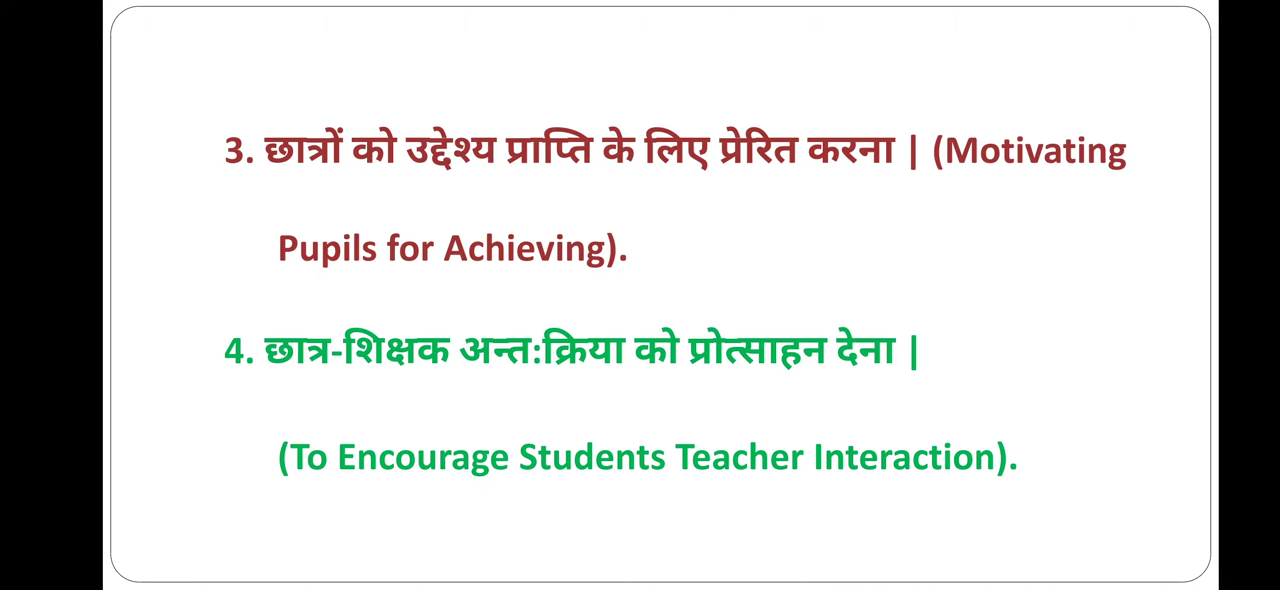 3. छात्रों को उद्देश्य प्राप्ति के लिए प्रेरित करना | (Motivating
Pupils for Achieving).
4. छात्र-शिक्षक अन्त:क्रिया को प्रोत्साहन देना |
(To Encourage Students Teacher Interaction).